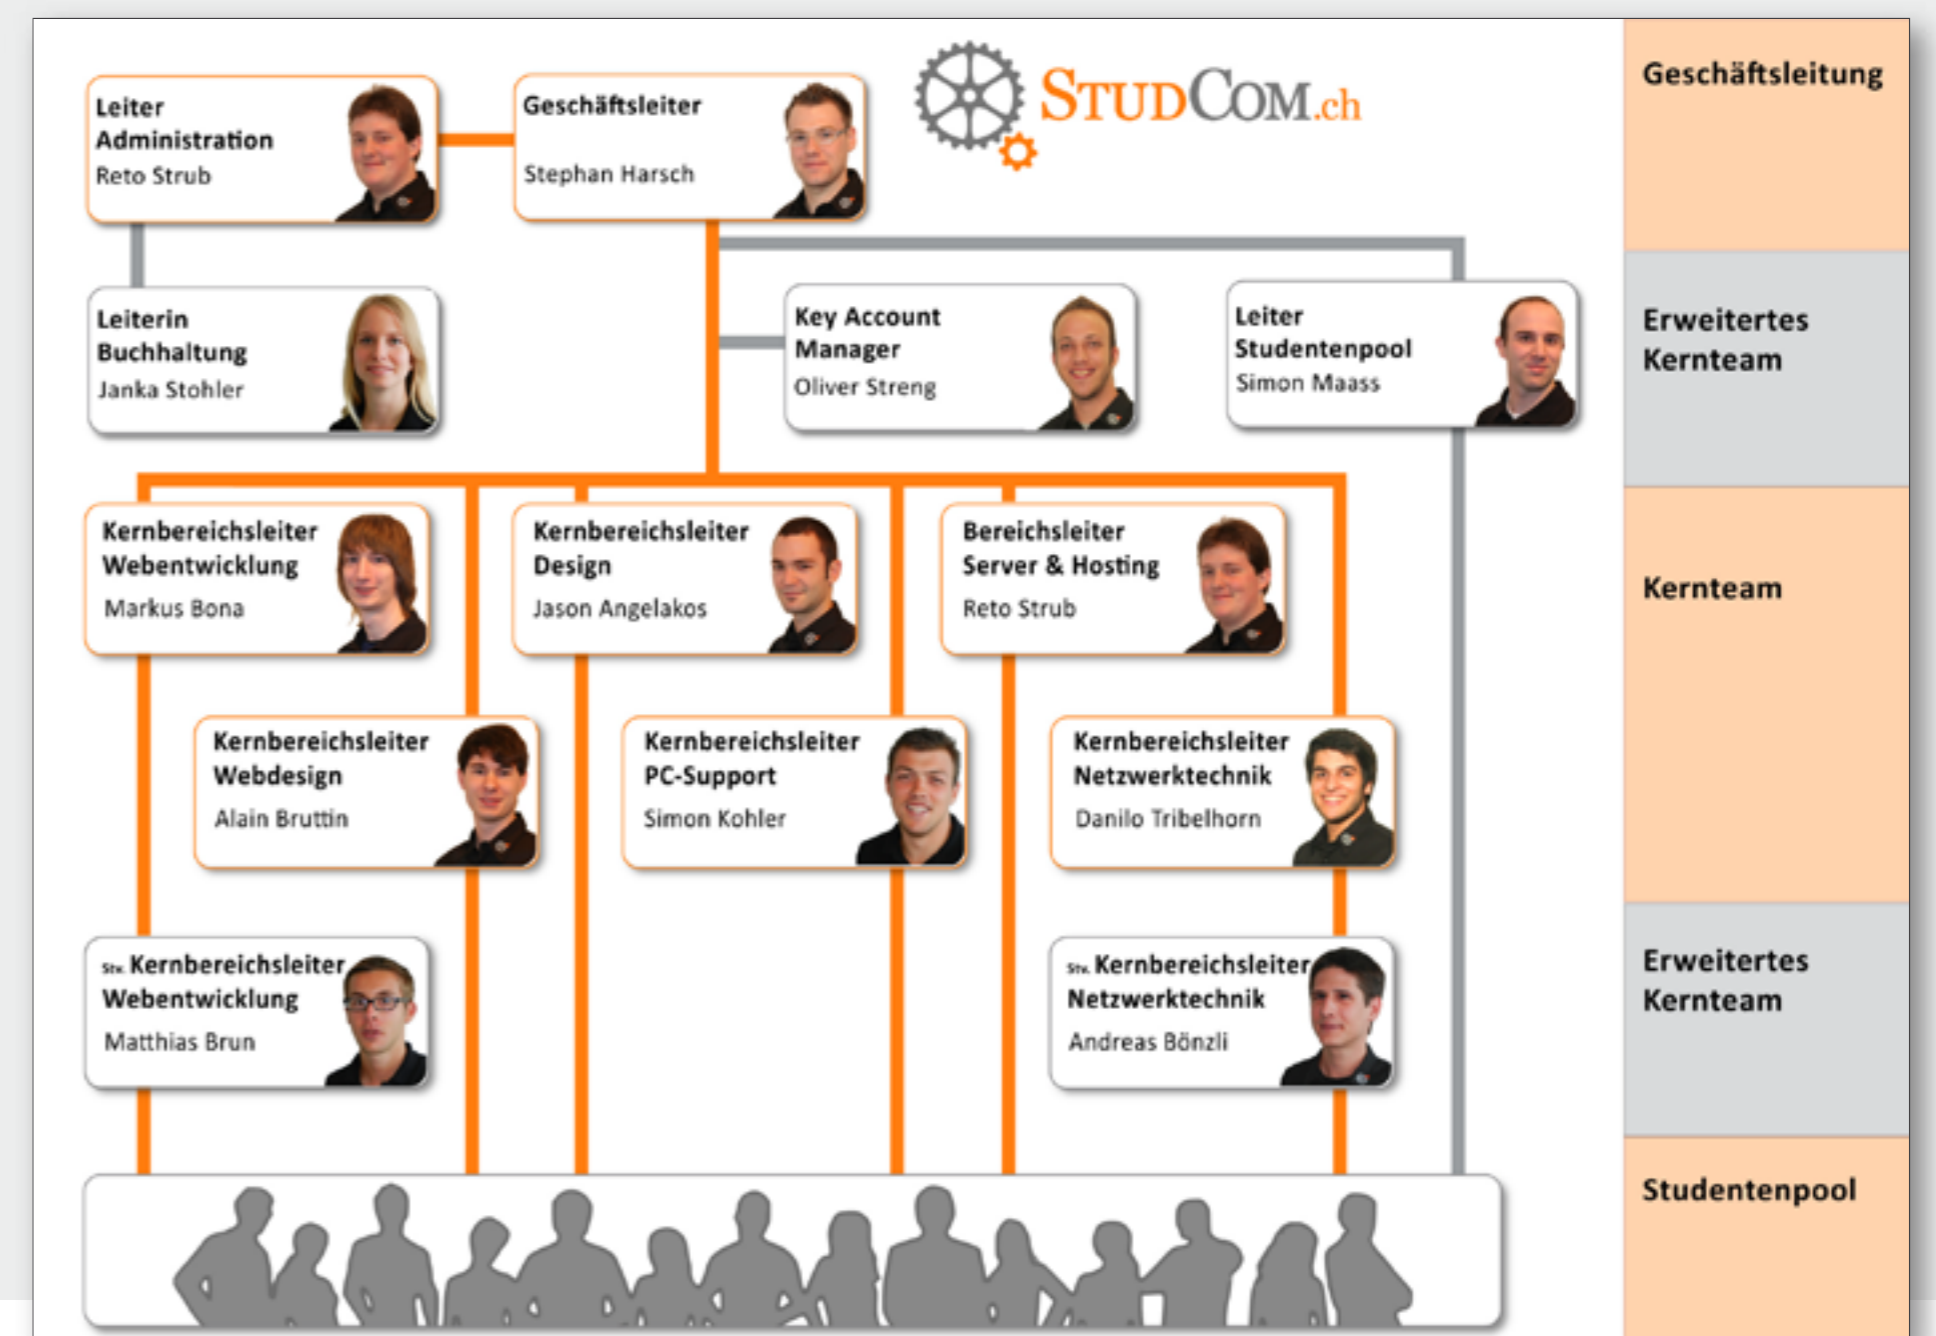 STUDCOM.ch
Geschäftsleitung
Leiter
Administration
Reto Strub
Geschäftsleiter
Stephan Harsch
Leiterin
Buchhaltung
Janka Stohler
Key Account
Manager
Oliver Streng
Leiter
Studentenpool
Simon Maass
Erweitertes
Kernteam
Kernbereichsleiter
Webentwicklung
Markus Bona
Kernbereichsleiter
Design
Jason Angelakos
Bereichsleiter
Server & Hosting
Reto Strub
Kernteam
Kernbereichsleiter
Webdesign
Alain Bruttin
Kernbereichsleiter
PC-Support
Simon Kohler
Kernbereichsleiter
Netzwerktechnik
Danilo Tribelhorn
Stv. Kernbereichsleiter
Webentwicklung
Matthias Brun
Stv. Kernbereichsleiter
Netzwerktechnik
Andreas Bönzli
Erweitertes
Kernteam
Studentenpool